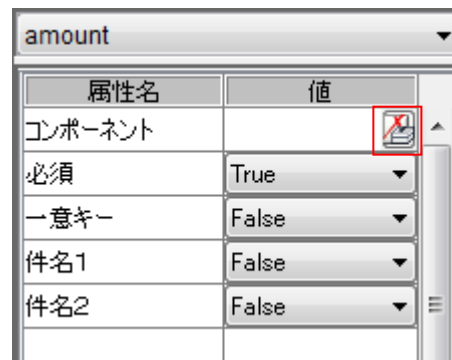 amount
属性名 値
コンポーネント
必須 True
一意キー False
件名1 False
件名2 False